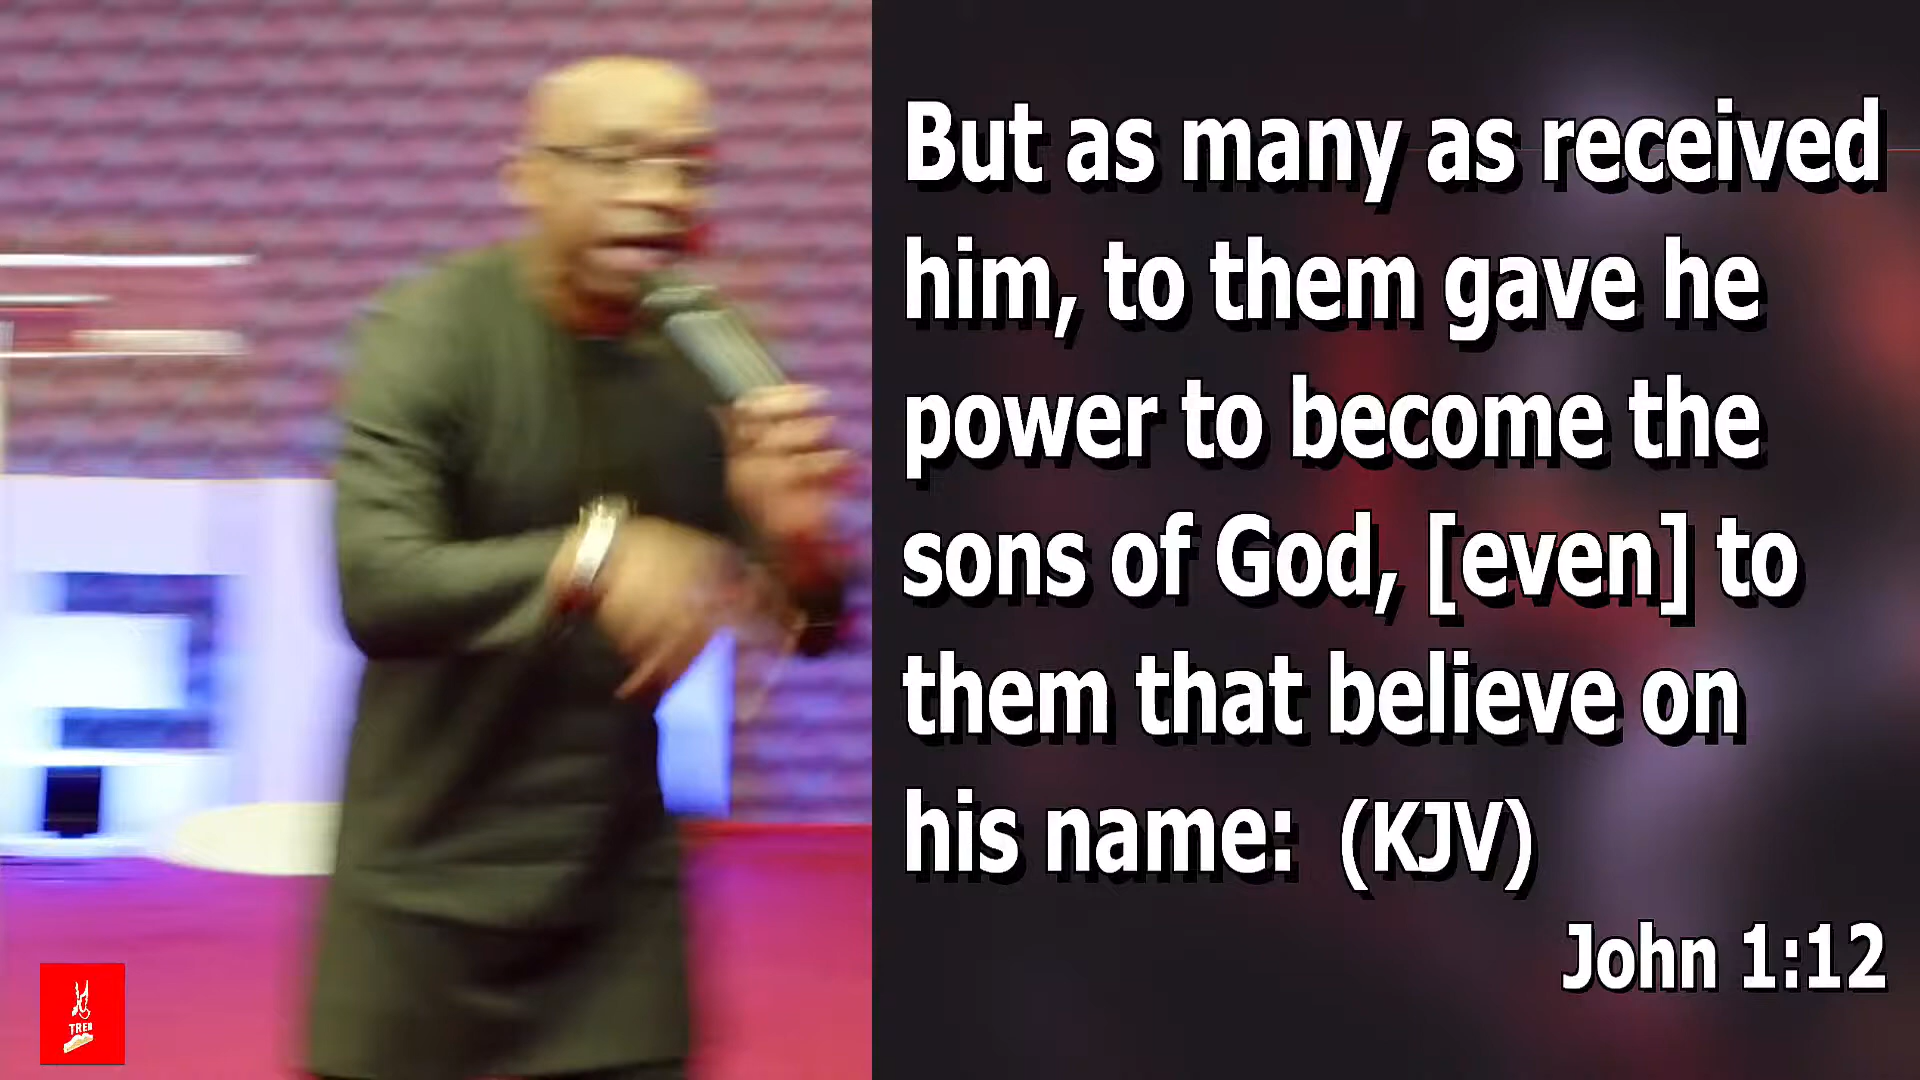 But as many as received
him, to them gave he
power to become the
sons of God, [even] to
them that believe on
his name: (KJV)
John 1:12
TREM